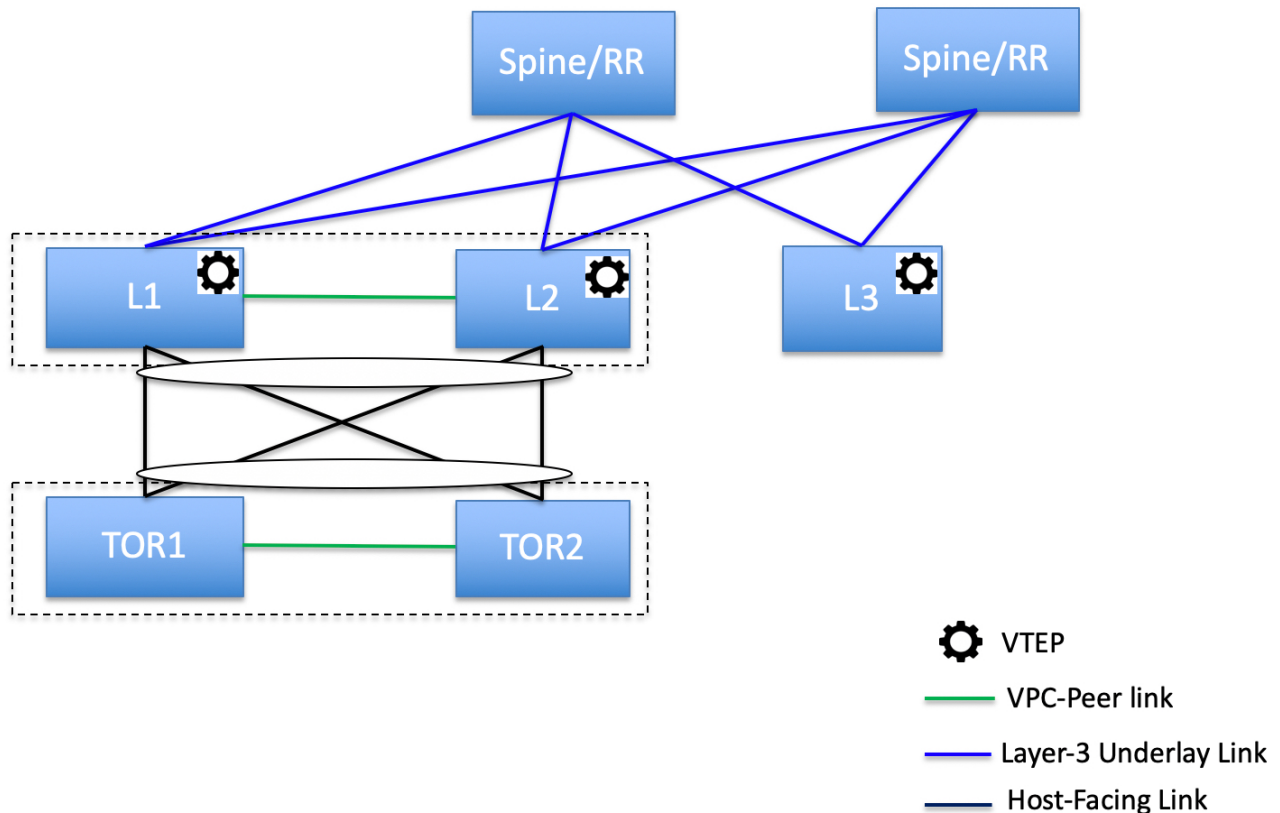 Spine/RR
Spine/RR
L1
L2
L3
TOR1
TOR2
VTEP
VPC-Peer link
Layer-3 Underlay Link
Host-Facing Link